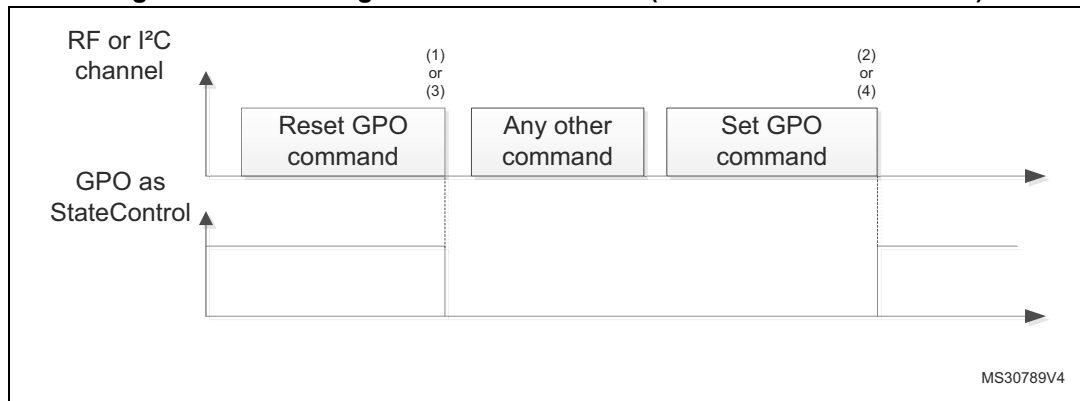 RF or I²C
channel
(1)
or
(3)
(2)
or
(4)
Reset GPO
command
Any other
command
Set GPO
command
GPO as
StateControl
MS30789V4